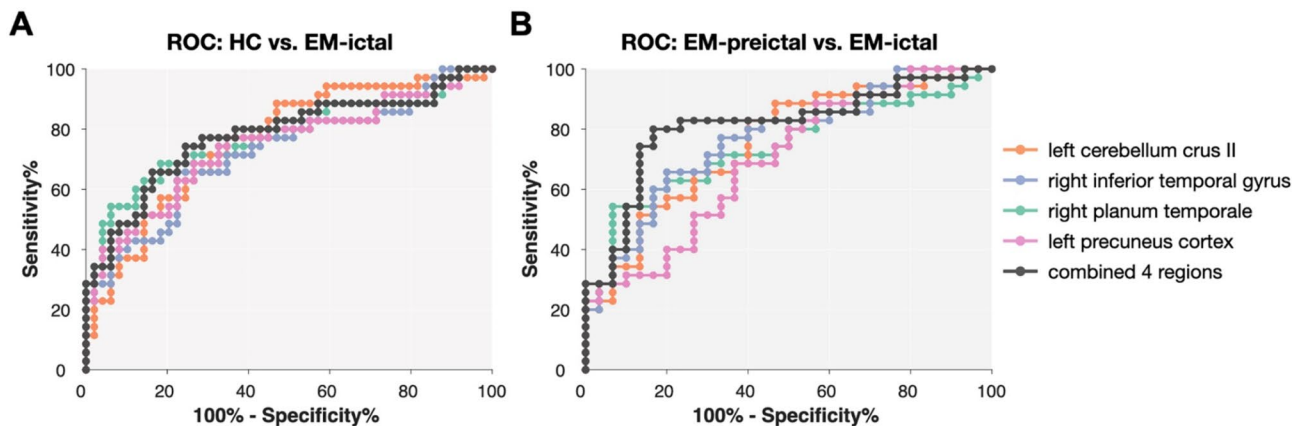 A
ROC: HC vs. EM-ictal
100
80
60
40
20
0
Sensitivity%
0 20 40 60 80 100
100% - Specificity%
B
ROC: EM-preictal vs. EM-ictal
100
80
60
40
20
0
Sensitivity%
0 20 40 60 80 100
100% - Specificity%
left cerebellum crus II
right inferior temporal gyrus
right planum temporale
left precuneus cortex
combined 4 regions